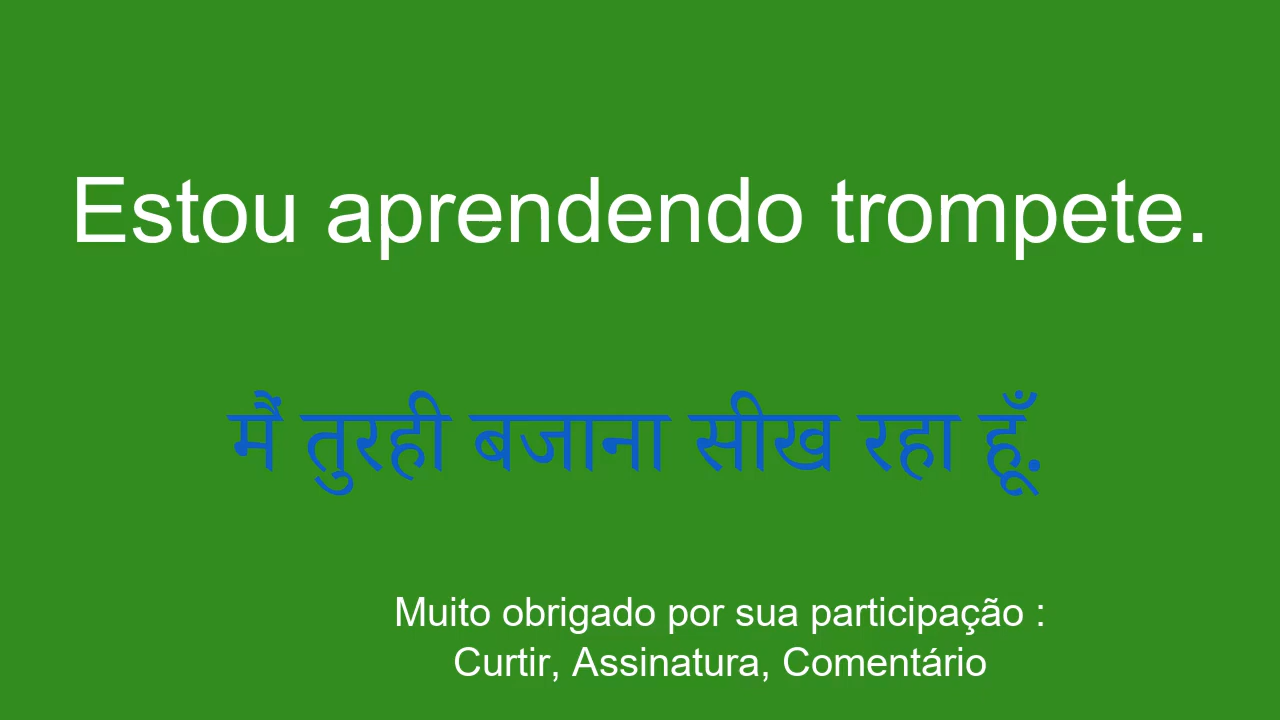 Estou aprendendo trompete.
मैं तुरही बजाना सीख रहा हूँ.
Muito obrigado por sua participação :
Curtir, Assinatura, Comentário